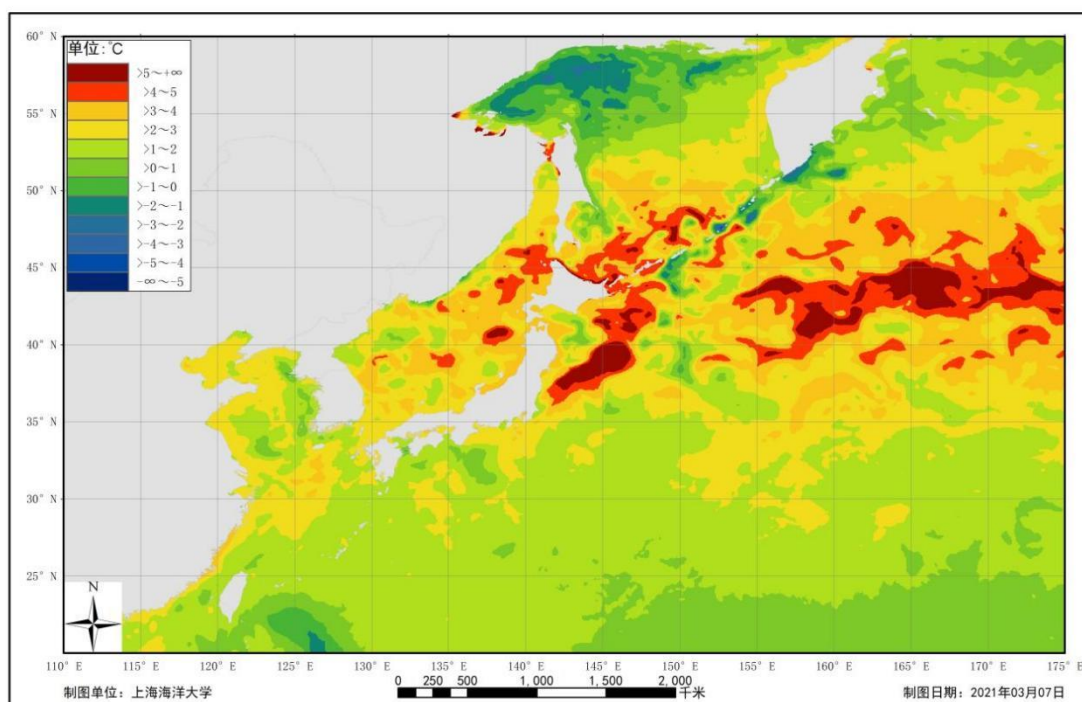 60° N
55° N
50° N
45° N
40° N
35° N
30° N
25° N
单位:℃
>5~+∞
>4~5
>3~4
>2~3
>1~2
>0~1
>-1~0
>-2~-1
>-3~-2
>-4~-3
>-5~-4
-∞~-5
N
110° E 115° E 120° E 125° E 130° E 135° E 140° E 145° E 150° E 155° E 160° E 165° E 170° E 175° E
制图单位：上海海洋大学
0 250 500 1,000 1,500 2,000
千米
制图日期：2021年03月07日